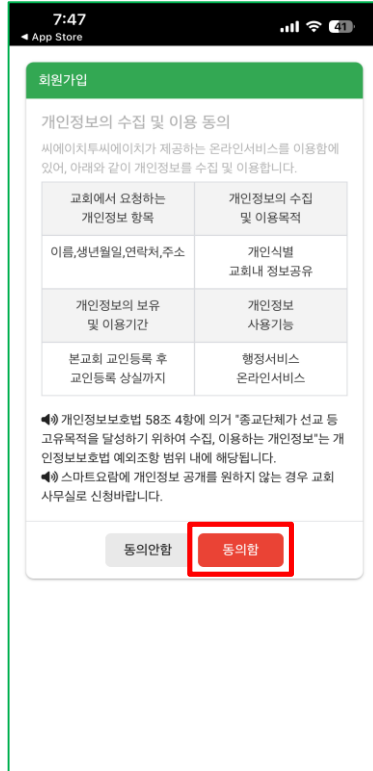 7:47
41
◀ App Store
회원가입
개인정보의 수집 및 이용 동의
씨에이치투씨에이치가 제공하는 온라인서비스를 이용함에
있어, 아래와 같이 개인정보를 수집 및 이용합니다.
교회에서 요청하는
개인정보 항목
개인정보의 수집
및 이용목적
이름,생년월일,연락처,주소
개인식별
교회내 정보공유
개인정보의 보유
및 이용기간
개인정보
사용기능
본교회 교인등록 후
교인등록 상실까지
행정서비스
온라인서비스
개인정보보호법 58조 4항에 의거 "종교단체가 선교 등
고유목적을 달성하기 위하여 수집, 이용하는 개인정보"는 개
인정보보호법 예외조항 범위 내에 해당됩니다.
스마트요람에 개인정보 공개를 원하지 않는 경우 교회
사무실로 신청바랍니다.
동의안함
동의함